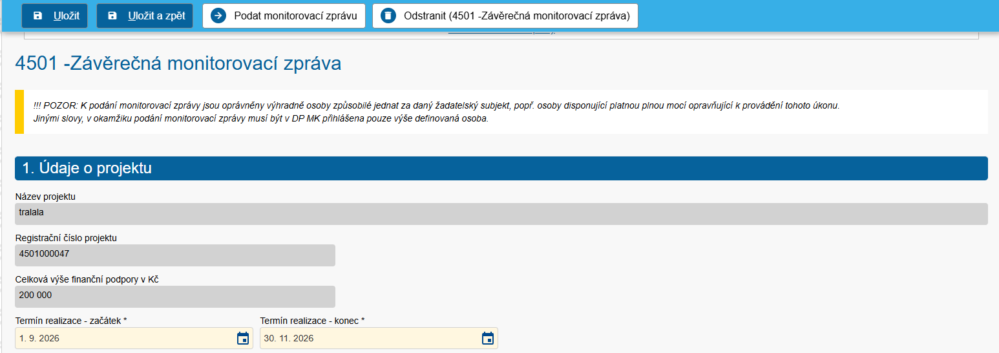 Uložit
Uložit a zpět
Podat monitorovací zprávu
Odstranit (4501 -Závěrečná monitorovací zpráva)
4501 -Závěrečná monitorovací zpráva
!!! POZOR: K podání monitorovací zprávy jsou oprávněny výhradně osoby způsobilé jednat za daný žadatelský subjekt, popř. osoby disponující platnou plnou mocí opravňující k provádění tohoto úkonu.
Jinými slovy, v okamžiku podání monitorovací zprávy musí být v DP MK přihlášena pouze výše definovaná osoba.
1. Údaje o projektu
Název projektu
tralala
Registrační číslo projektu
4501000047
Celková výše finanční podpory v Kč
200 000
Termín realizace - začátek * Termín realizace - konec *
1. 9. 2026 30. 11. 2026